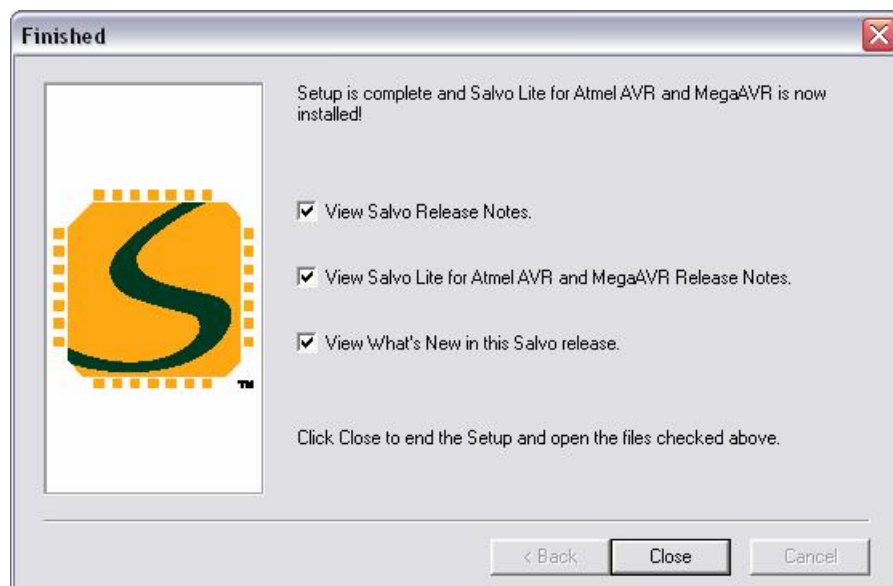 Finished
Setup is complete and Salvo Lite for Atmel AVR and MegaAVR is now
installed!
View Salvo Release Notes.
View Salvo Lite for Atmel AVR and MegaAVR Release Notes.
View What's New in this Salvo release.
TM
Click Close to end the Setup and open the files checked above.
< Back
Close
Cancel